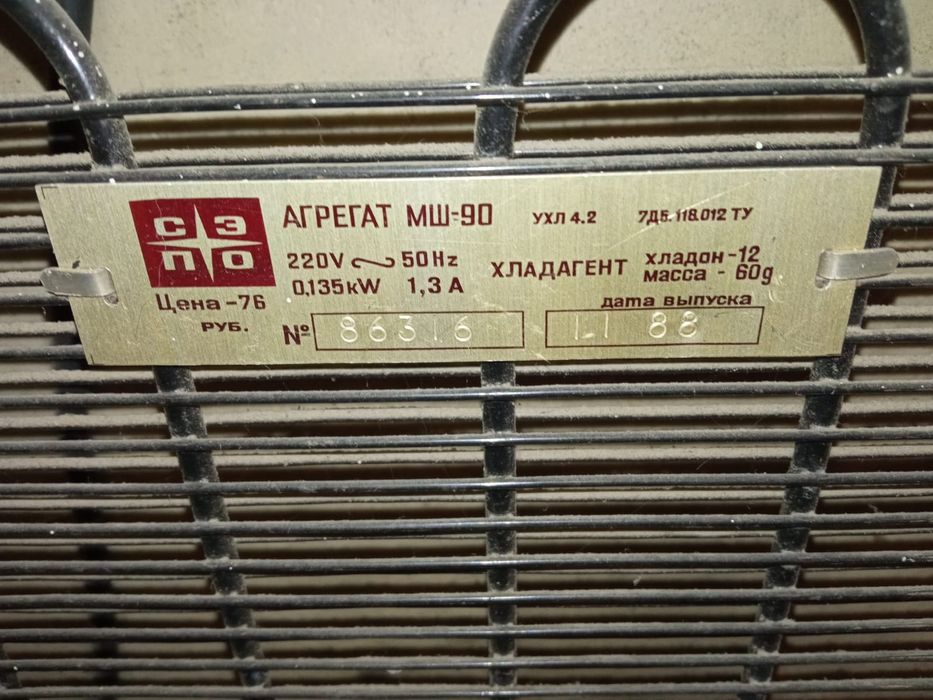 СЭПО
АГРЕГАТ МШ-90 УХЛ 4.2 7Д5.118.012 ТУ
220V ~ 50Hz
0,135kW 1,3 A
ХЛАДАГЕНТ хладон-12
масса - 60g
Цена-76
РУБ.
дата выпуска
№ 86316 88